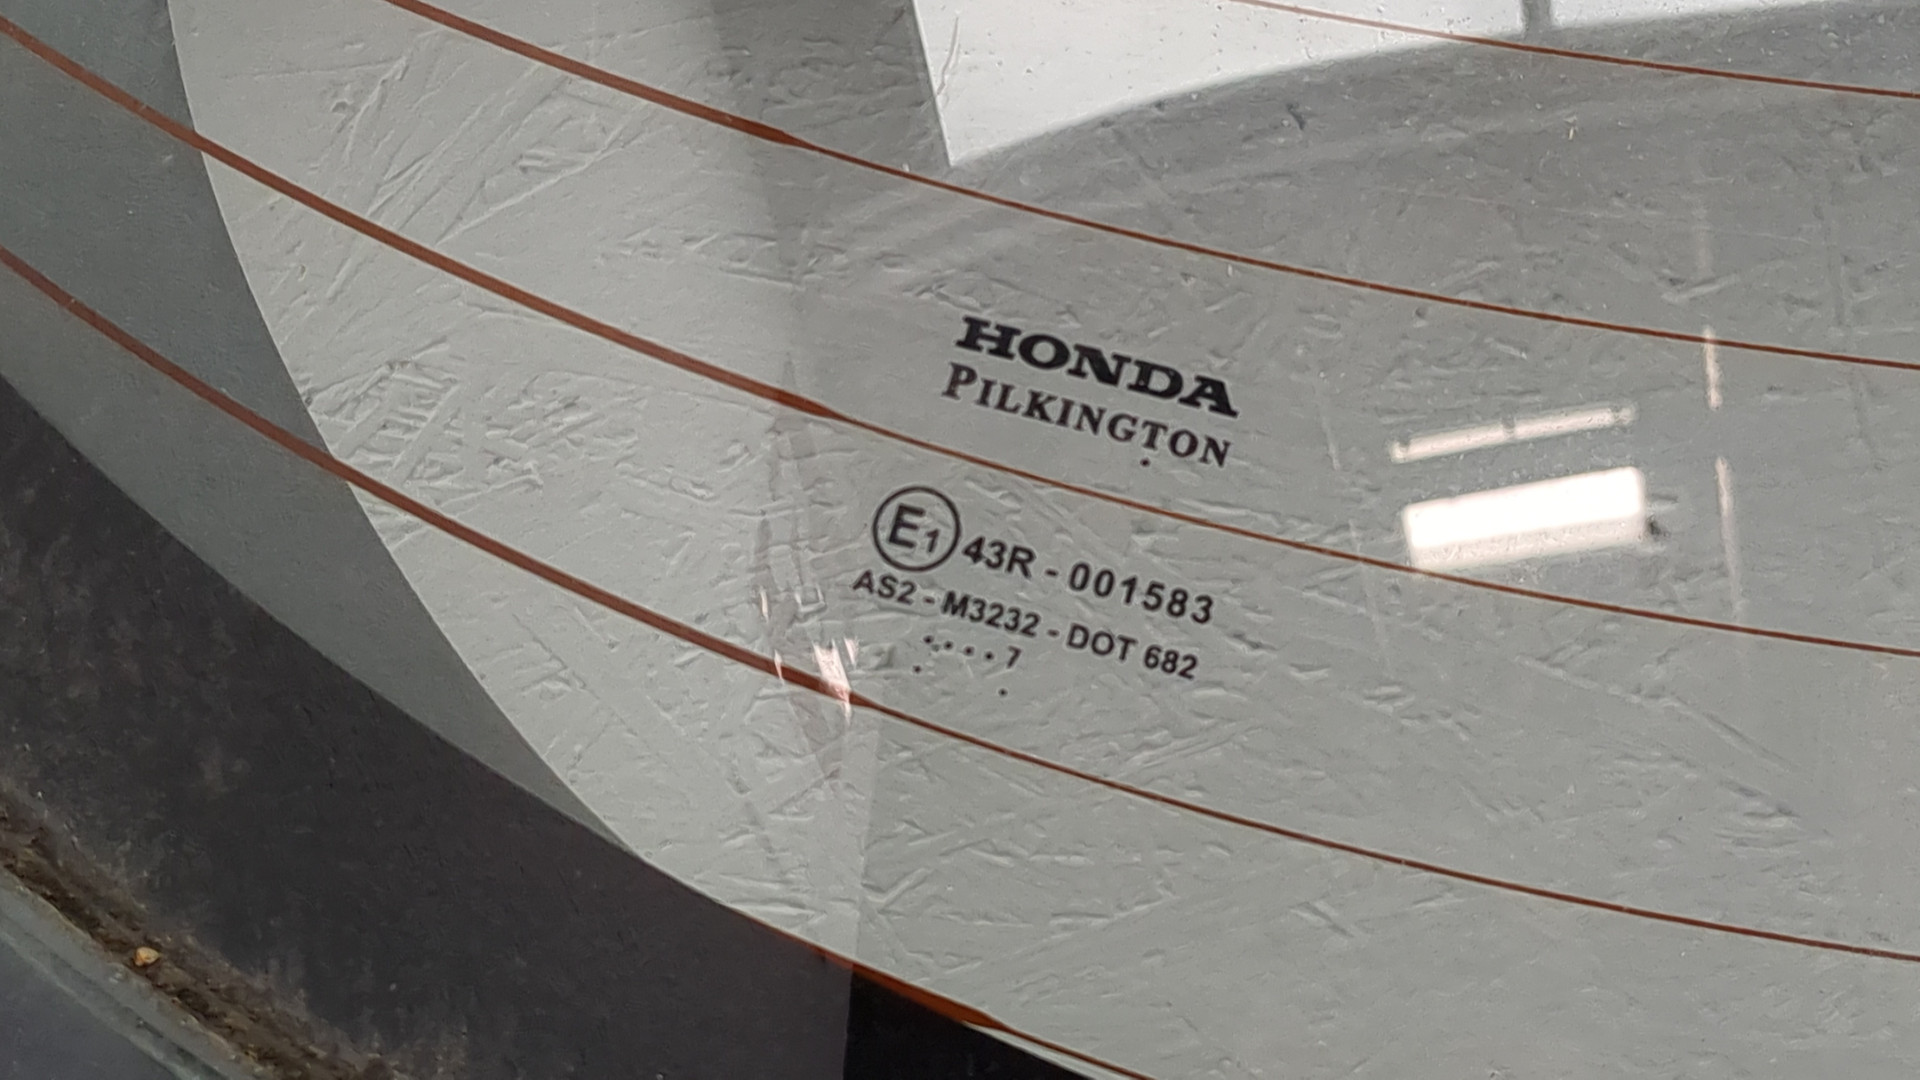 HONDA
PILKINGTON
E1 43R - 001583
AS2 - M3232 - DOT 682
. . . . . 7